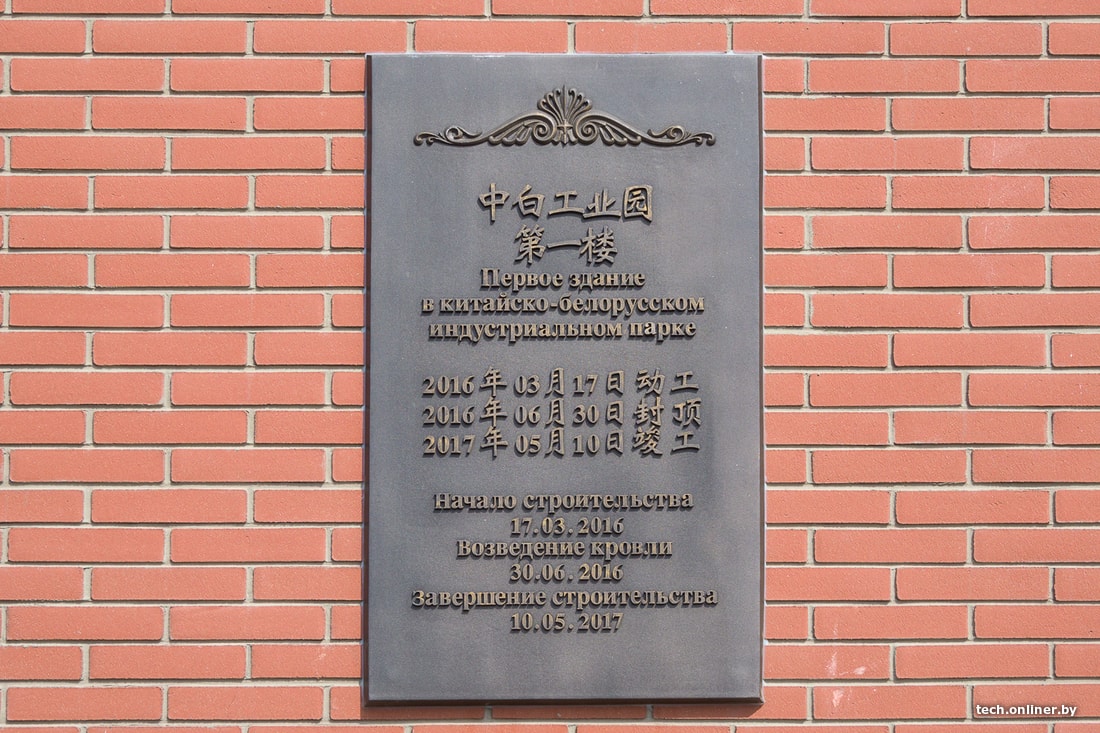 中白工业园
第一楼
Первое здание
в китайско-белорусском
индустриальном парке
2016年03月17日动工
2016年06月30日封顶
2017年05月10日竣工
Начало строительства
17.03.2016
Возведение кровли
30.06.2016
Завершение строительства
10.05.2017
tech.onliner.by